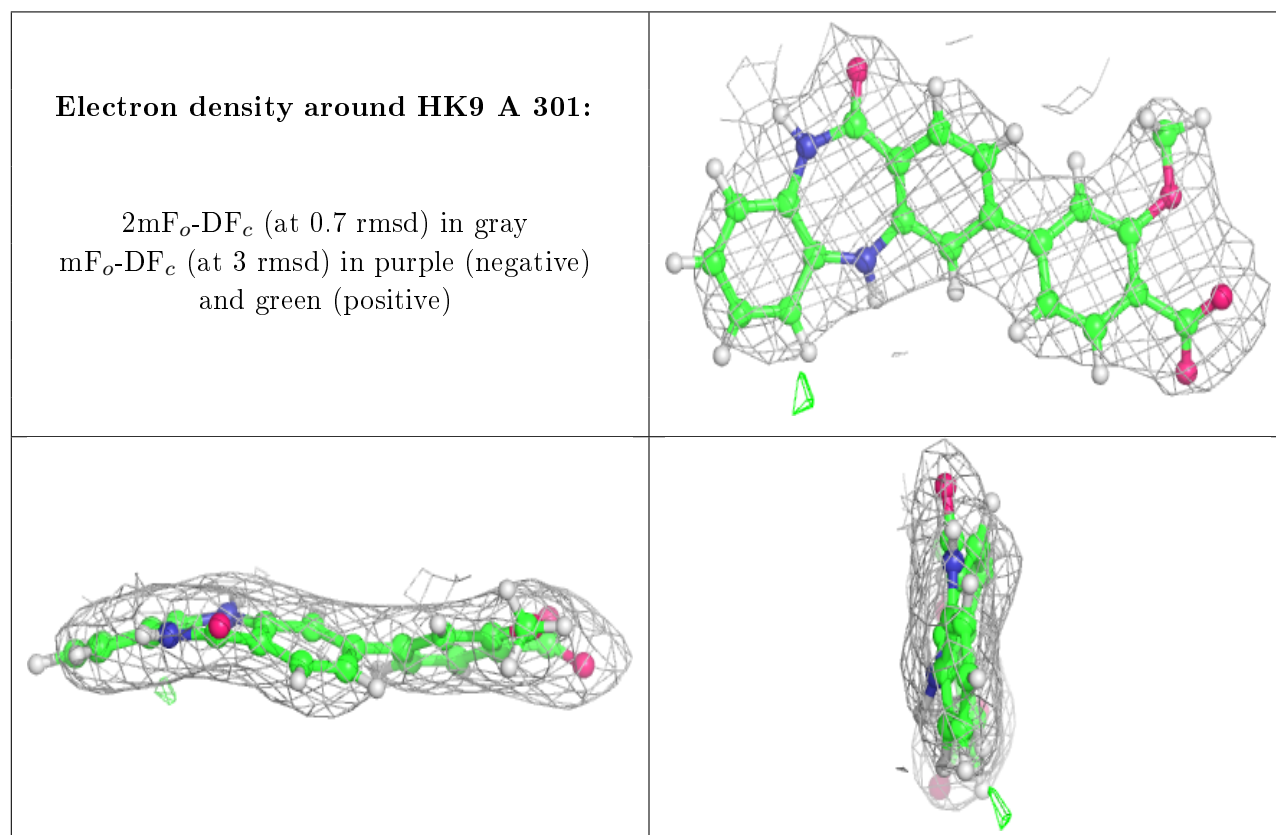 Electron density around HK9 A 301:
2mFo-DFc (at 0.7 rmsd) in gray
mFo-DFc (at 3 rmsd) in purple (negative)
and green (positive)